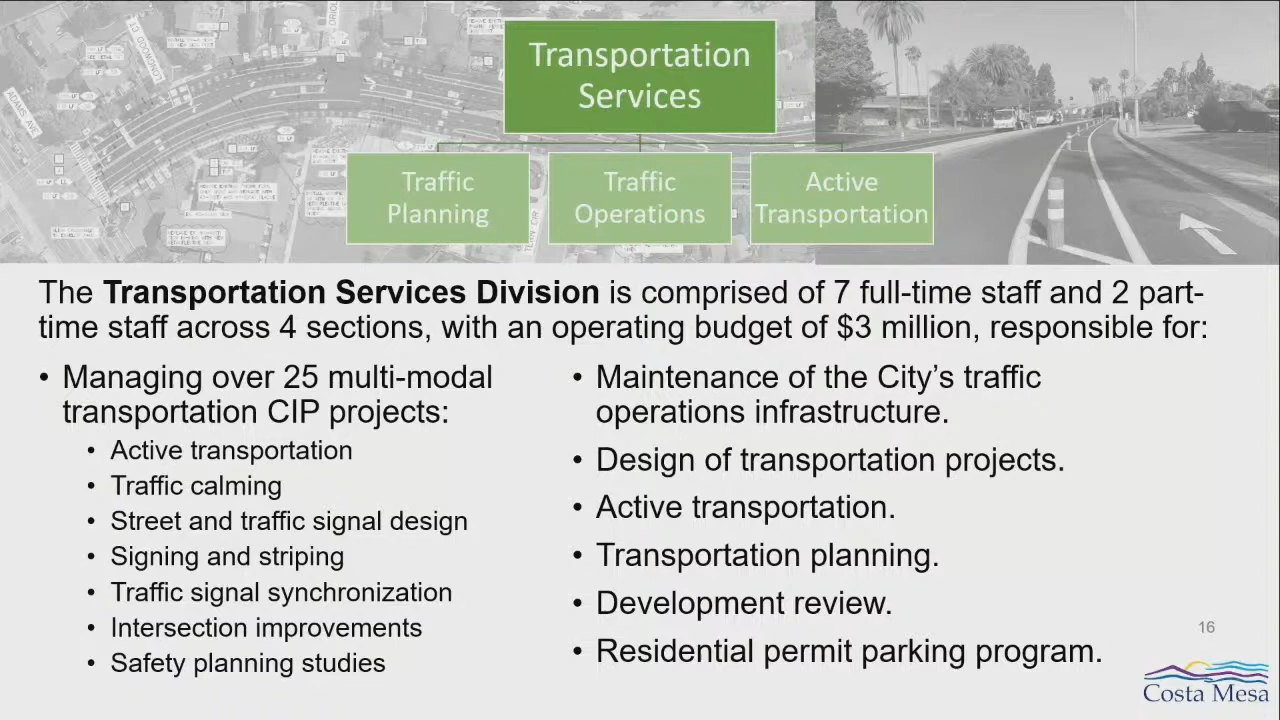 Transportation
Services
Traffic
Planning
Traffic
Operations
Active
Transportation
The Transportation Services Division is comprised of 7 full-time staff and 2 part-
time staff across 4 sections, with an operating budget of $3 million, responsible for:
• Managing over 25 multi-modal
transportation CIP projects:
• Active transportation
• Traffic calming
• Street and traffic signal design
• Signing and striping
• Traffic signal synchronization
• Intersection improvements
• Safety planning studies
• Maintenance of the City’s traffic
operations infrastructure.
• Design of transportation projects.
• Active transportation.
• Transportation planning.
• Development review.
• Residential permit parking program.
16
Costa Mesa